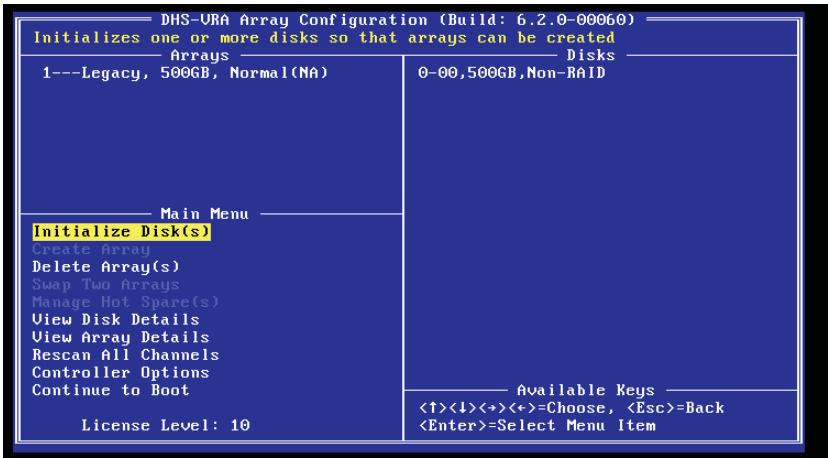 DHS-VRA Array Configuration (Build: 6.2.0-00060)
Initializes one or more disks so that arrays can be created
Arrays
1---Legacy, 500GB, Normal(NA)
Disks
0-00,500GB,Non-RAID
Main Menu
Initialize Disk(s)
Create Array
Delete Array(s)
Swap Two Arrays
Manage Hot Spare(s)
View Disk Details
View Array Details
Rescan All Channels
Controller Options
Continue to Boot
License Level: 10
Available Keys
<↑><↓><→><←>=Choose, <Esc>=Back
<Enter>=Select Menu Item